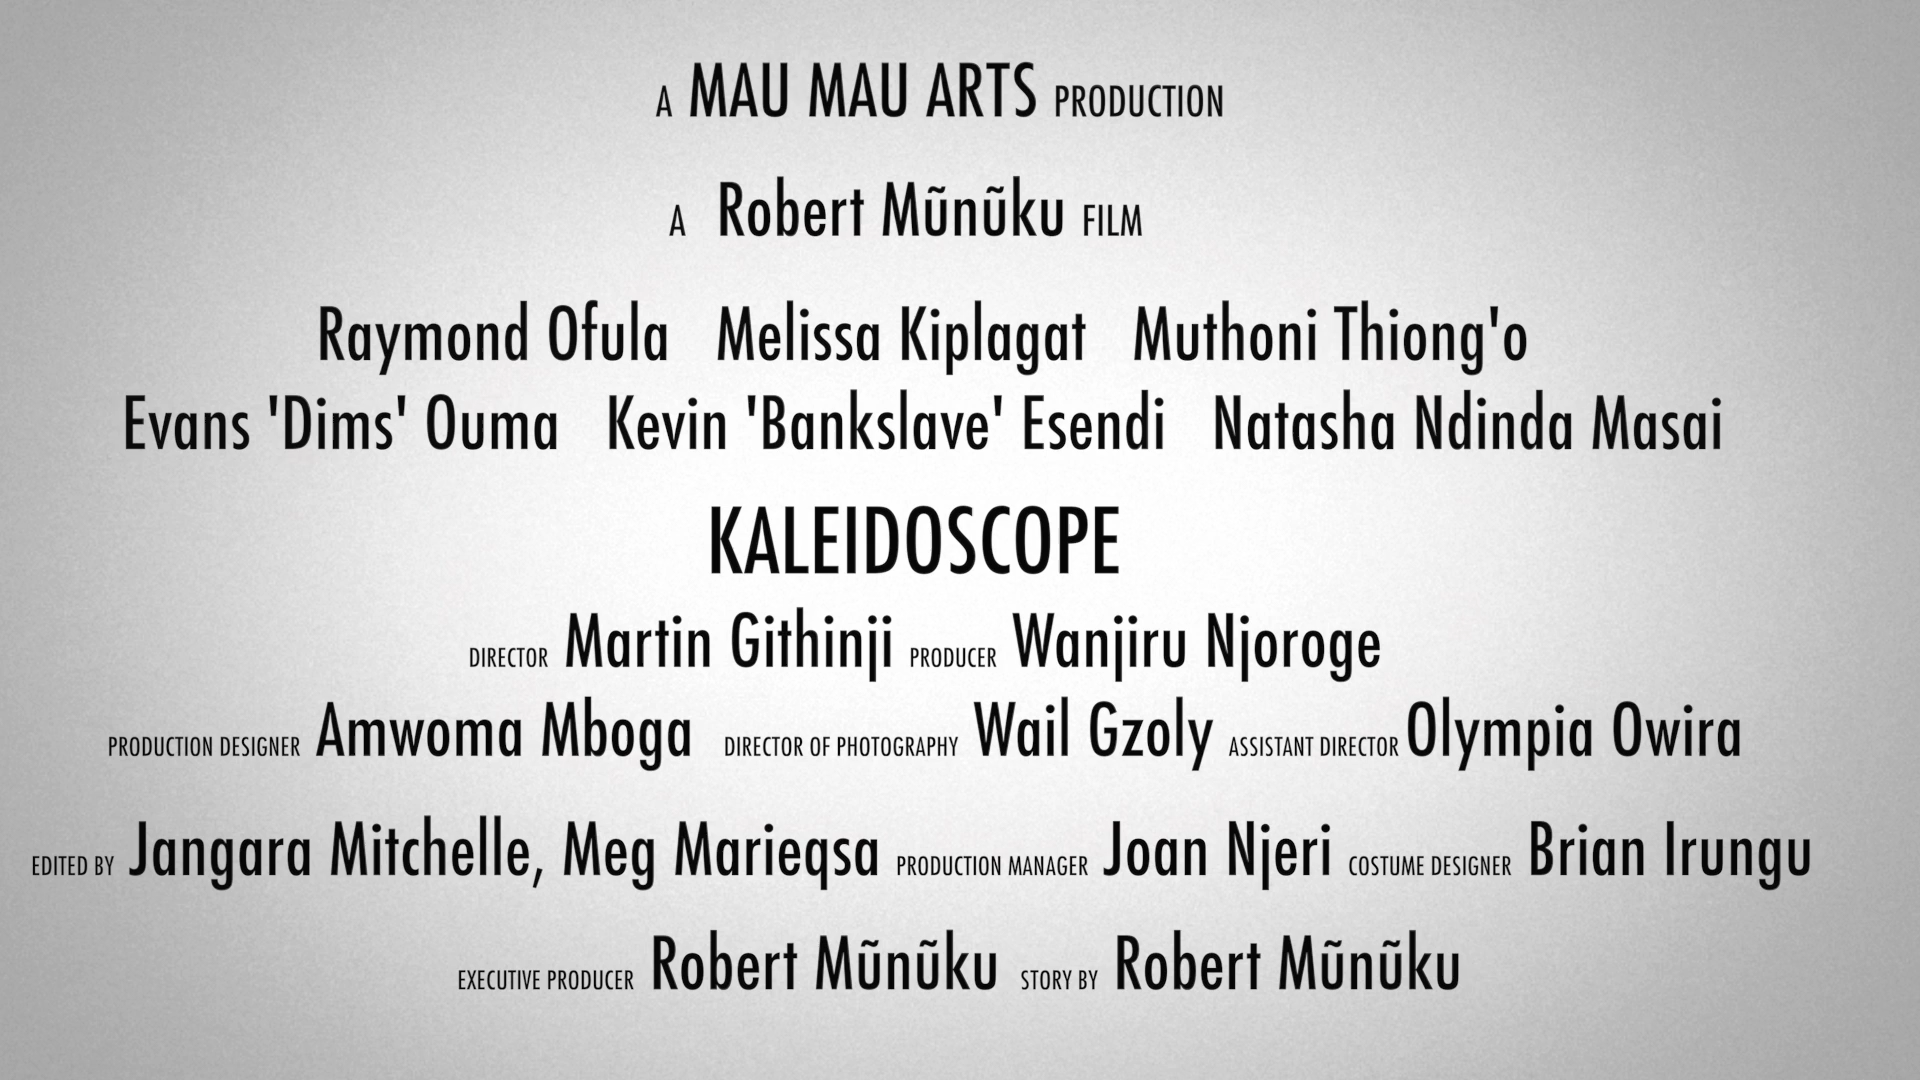 A MAU MAU ARTS PRODUCTION
A Robert Mũnũku FILM
Raymond Ofula Melissa Kiplagat Muthoni Thiong'o
Evans 'Dims' Ouma Kevin 'Bankslave' Esendi Natasha Ndinda Masai
KALEIDOSCOPE
DIRECTOR Martin Githinji PRODUCER Wanjiru Njoroge
PRODUCTION DESIGNER Amwoma Mboga DIRECTOR OF PHOTOGRAPHY Wail Gzoly ASSISTANT DIRECTOR Olympia Owira
EDITED BY Jangara Mitchelle, Meg Marieqsa PRODUCTION MANAGER Joan Njeri COSTUME DESIGNER Brian Irungu
EXECUTIVE PRODUCER Robert Mũnũku STORY BY Robert Mũnũku